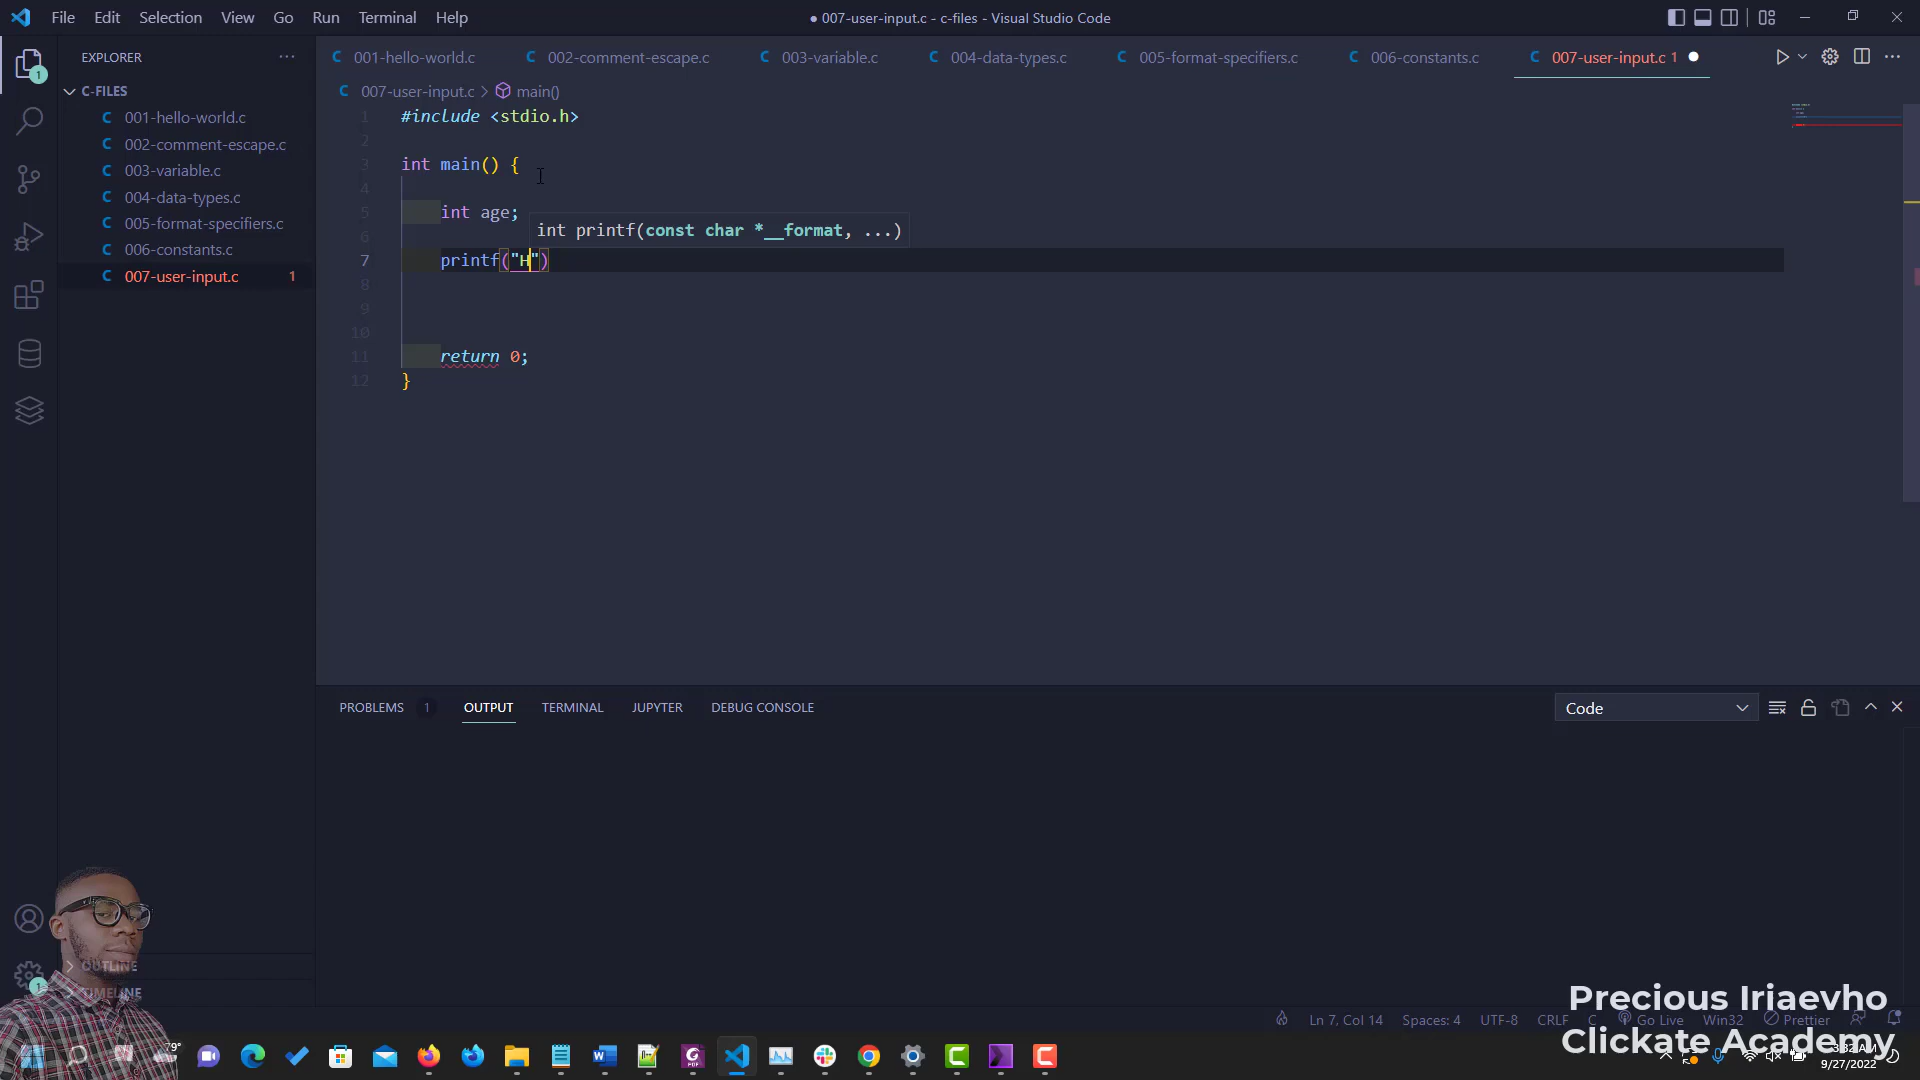 File Edit Selection View Go Run Terminal Help
● 007-user-input.c - c-files - Visual Studio Code
EXPLORER
C-FILES
001-hello-world.c
002-comment-escape.c
003-variable.c
004-data-types.c
005-format-specifiers.c
006-constants.c
007-user-input.c 1
OUTLINE
TIMELINE
001-hello-world.c 002-comment-escape.c 003-variable.c 004-data-types.c 005-format-specifiers.c 006-constants.c 007-user-input.c 1
007-user-input.c > main()
1 #include <stdio.h>
2
3 int main() {
4
5 int age;
6
int printf(const char *__format, ...)
7 printf("H")
8
9
10
11 return 0;
12 }
PROBLEMS 1 OUTPUT TERMINAL JUPYTER DEBUG CONSOLE
Code
Ln 7, Col 14 Spaces: 4 UTF-8 CRLF C Go Live Win32 Prettier
Precious Iriaevho
Clickate Academy
79°
9/27/2022